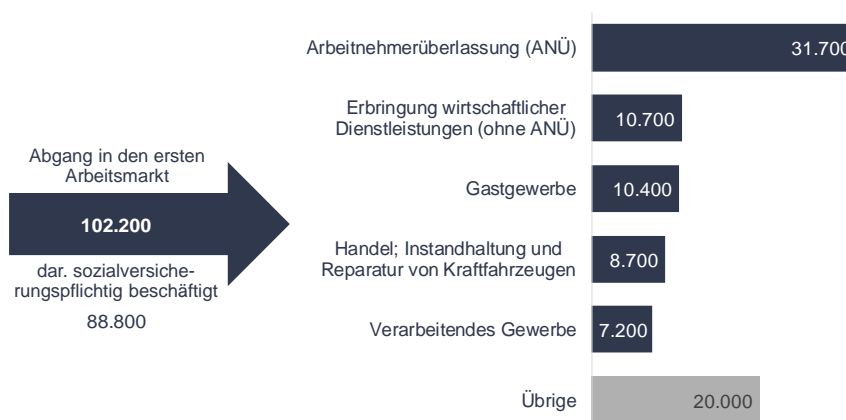 Abgang in den ersten
Arbeitsmarkt
102.200
dar. sozialversiche-
rungspflichtig beschäftigt
88.800
Arbeitnehmerüberlassung (ANÜ)
31.700
Erbringung wirtschaftlicher
Dienstleistungen (ohne ANÜ)
10.700
Gastgewerbe
10.400
Handel; Instandhaltung und
Reparatur von Kraftfahrzeugen
8.700
Verarbeitendes Gewerbe
7.200
Übrige
20.000